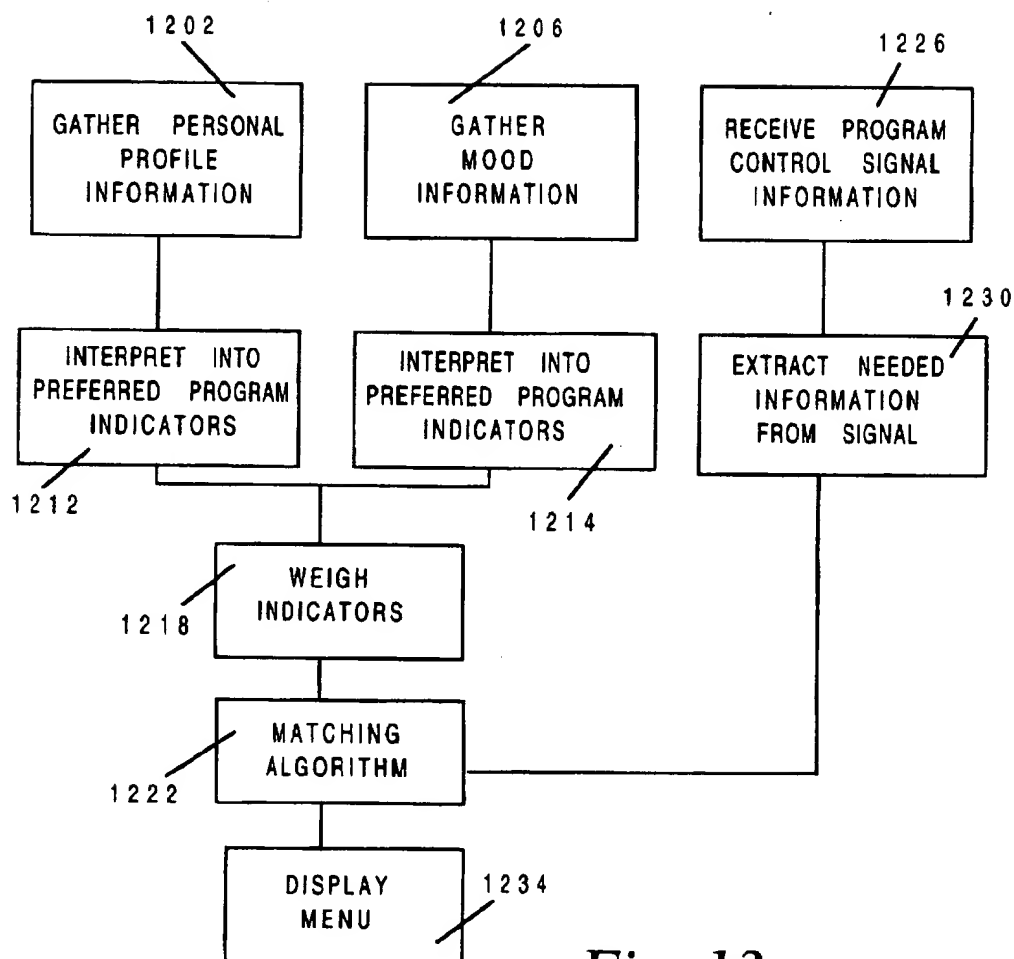 1202
1206
1226
GATHER PERSONAL
PROFILE
INFORMATION
GATHER
MOOD
INFORMATION
RECEIVE PROGRAM
CONTROL SIGNAL
INFORMATION
1230
INTERPRET INTO
PREFERRED PROGRAM
INDICATORS
INTERPRET INTO
PREFERRED PROGRAM
INDICATORS
EXTRACT NEEDED
INFORMATION
FROM SIGNAL
1212
1214
WEIGH
INDICATORS
1218
MATCHING
ALGORITHM
1222
DISPLAY
MENU
1234